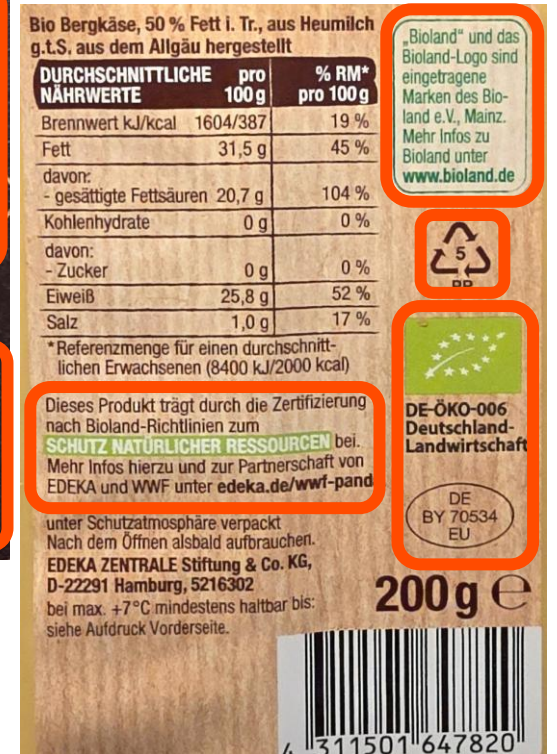 Bio Bergkäse, 50 % Fett i. Tr., aus Heumilch
g.t.S. aus dem Allgäu hergestellt
DURCHSCHNITTLICHE pro % RM*
NÄHRWERTE 100 g pro 100 g
Brennwert kJ/kcal 1604/387 19 %
Fett 31,5 g 45 %
davon:
- gesättigte Fettsäuren 20,7 g 104 %
Kohlenhydrate 0 g 0 %
davon:
- Zucker 0 g 0 %
Eiweiß 25,8 g 52 %
Salz 1,0 g 17 %
*Referenzmenge für einen durchschnitt-
lichen Erwachsenen (8400 kJ/2000 kcal)
Dieses Produkt trägt durch die Zertifizierung
nach Bioland-Richtlinien zum
SCHUTZ NATÜRLICHER RESSOURCEN bei.
Mehr Infos hierzu und zur Partnerschaft von
EDEKA und WWF unter edeka.de/wwf-pand
unter Schutzatmosphäre verpackt
Nach dem Öffnen alsbald aufbrauchen.
EDEKA ZENTRALE Stiftung & Co. KG,
D-22291 Hamburg, 5216302
bei max. +7°C mindestens haltbar bis:
siehe Aufdruck Vorderseite.
„Bioland" und das
Bioland-Logo sind
eingetragene
Marken des Bio-
land e.V., Mainz.
Mehr Infos zu
Bioland unter
www.bioland.de
5
PP
DE-ÖKO-006
Deutschland-
Landwirtschaft
DE
BY 70534
EU
200 g e
4 311501 647820